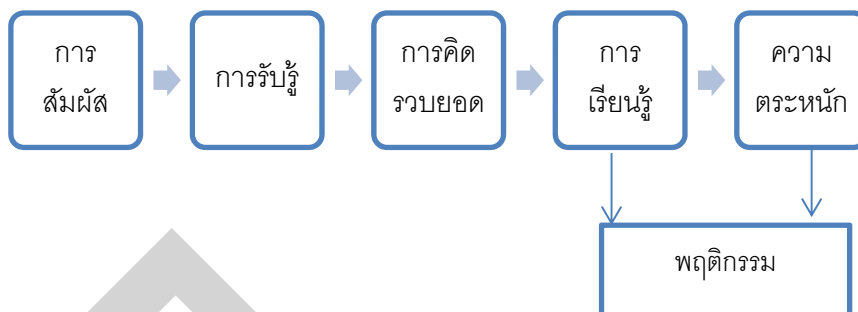 การ
สัมผัส
การรับรู้
การคิด
รวบยอด
การ
เรียนรู้
ความ
ตระหนัก
พฤติกรรม